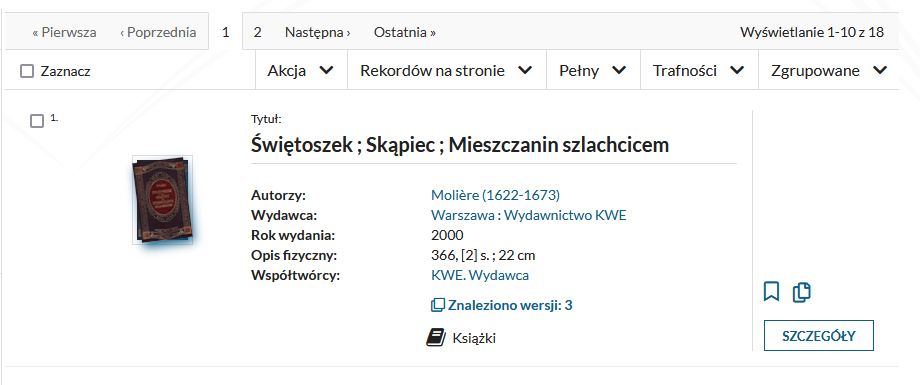 « Pierwsza ‹ Poprzednia 1 2 Następna › Ostatnia » Wyświetlanie 1-10 z 18
Zaznacz Akcja Rekordów na stronie Pełny Trafności Zgrupowane
1.
Tytuł:
Świętoszek ; Skąpiec ; Mieszczanin szlachcicem
Autorzy: Molière (1622-1673)
Wydawca: Warszawa : Wydawnictwo KWE
Rok wydania: 2000
Opis fizyczny: 366, [2] s. ; 22 cm
Współtwórcy: KWE. Wydawca
Znaleziono wersji: 3
Książki
SZCZEGÓŁY